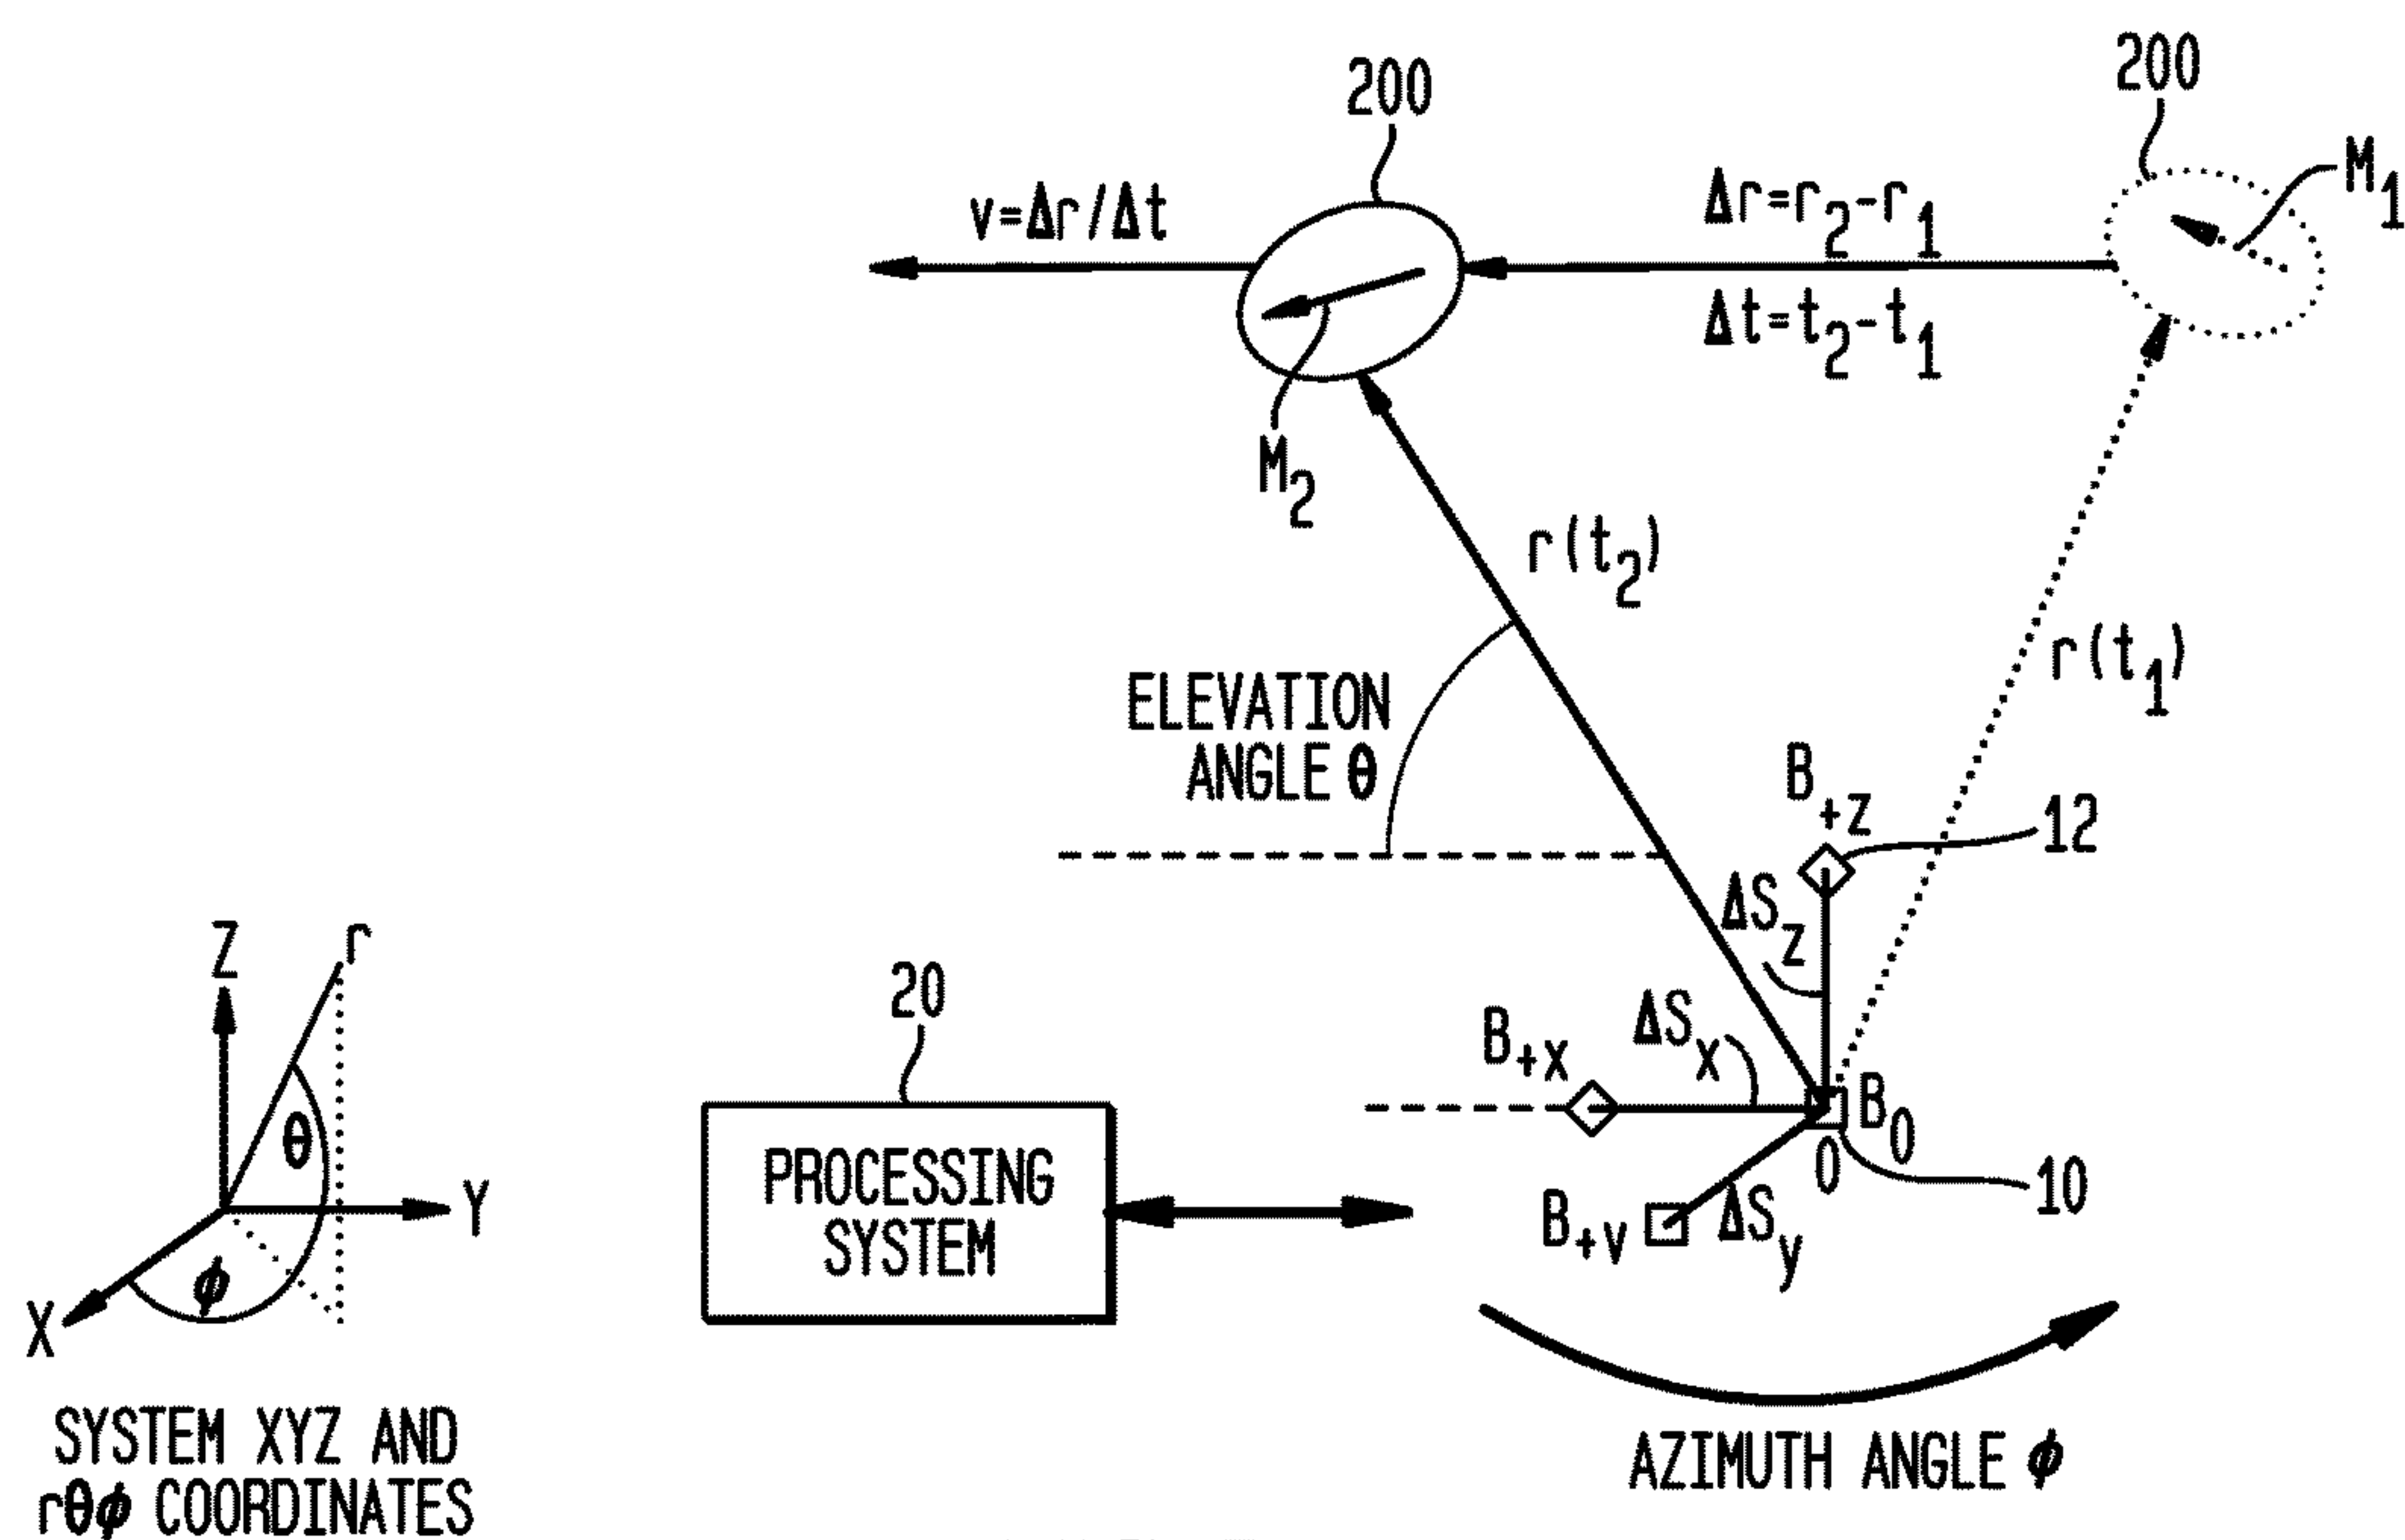 200
200
M1
v=Δr/Δt
Δr=r2-r1
Δt=t2-t1
M2
r(t2)
r(t1)
ELEVATION
ANGLE θ
B+Z
12
ΔSZ
Z
r
θ
Y
ϕ
X
20
PROCESSING
SYSTEM
B+X
ΔSX
B0
0
10
B+v
ΔSy
AZIMUTH ANGLE ϕ
SYSTEM XYZ AND
rθϕ COORDINATES